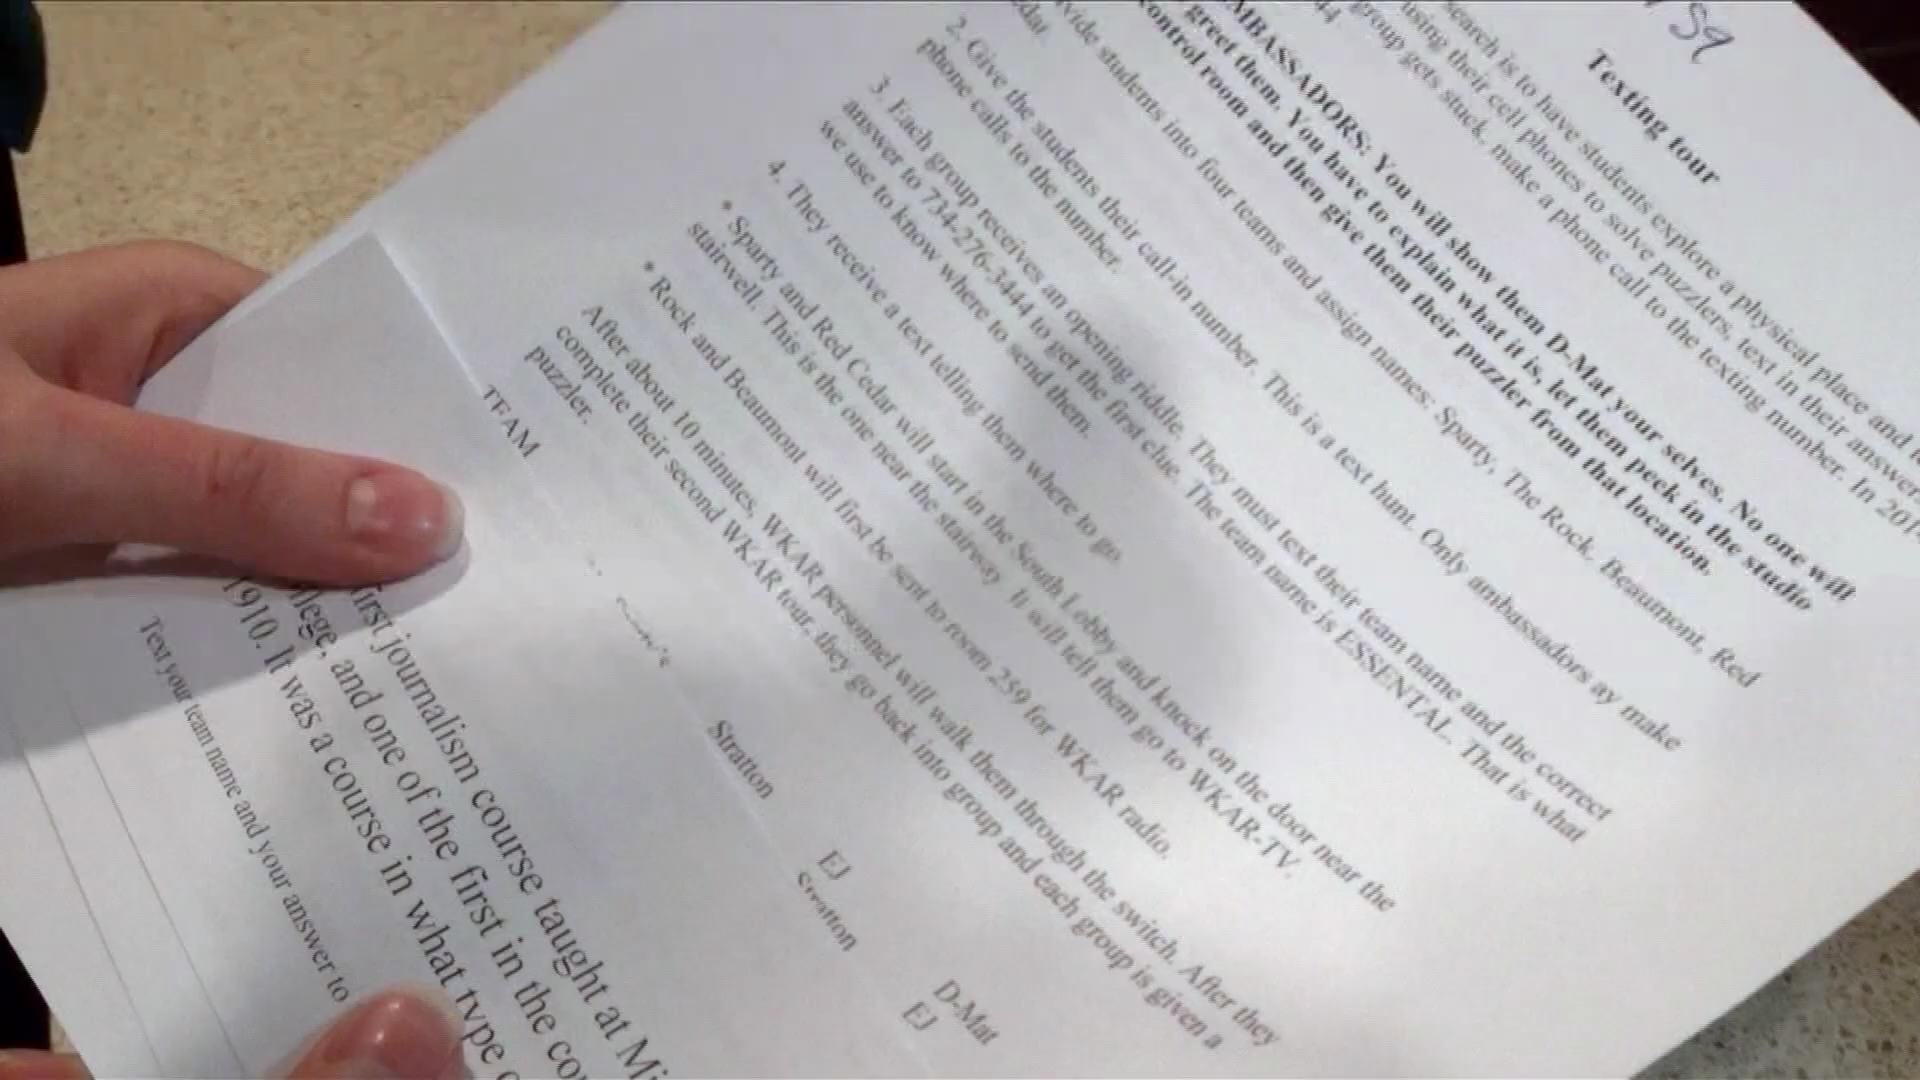 Texting tour
search is to have students explore a physical place and
using their cell phones to solve puzzlers, text in their answers
group gets stuck, make a phone call to the texting number. In 201
44
MBASSADORS: You will show them D-Mat your selves. No one will
greet them. You have to explain what it is, let them peek in the studio
control room and then give them their puzzler from that location.
vide students into four teams and assign names: Sparty, The Rock, Beaumont, Red
edar.
2. Give the students their call-in number. This is a text hunt. Only ambassadors ay make
phone calls to the number.
3. Each group receives an opening riddle. They must text their team name and the correct
answer to 734-276-3444 to get the first clue. The team name is ESSENTAL. That is what
we use to know where to send them.
4. They receive a text telling them where to go.
• Sparty and Red Cedar will start in the South Lobby and knock on the door near the
stairwell. This is the one near the stairway. It will tell them go to WKAR-TV.
• Rock and Beaumont will first be sent to room 259 for WKAR radio.
After about 10 minutes, WKAR personnel will walk them through the switch. After they
complete their second WKAR tour, they go back into group and each group is given a
puzzler.
TEAM
Stratton
EJ
D-Mat
Stratton
EJ
first journalism course taught at Mi
llege, and one of the first in the cou
1910. It was a course in what type o
Text your team name and your answer to